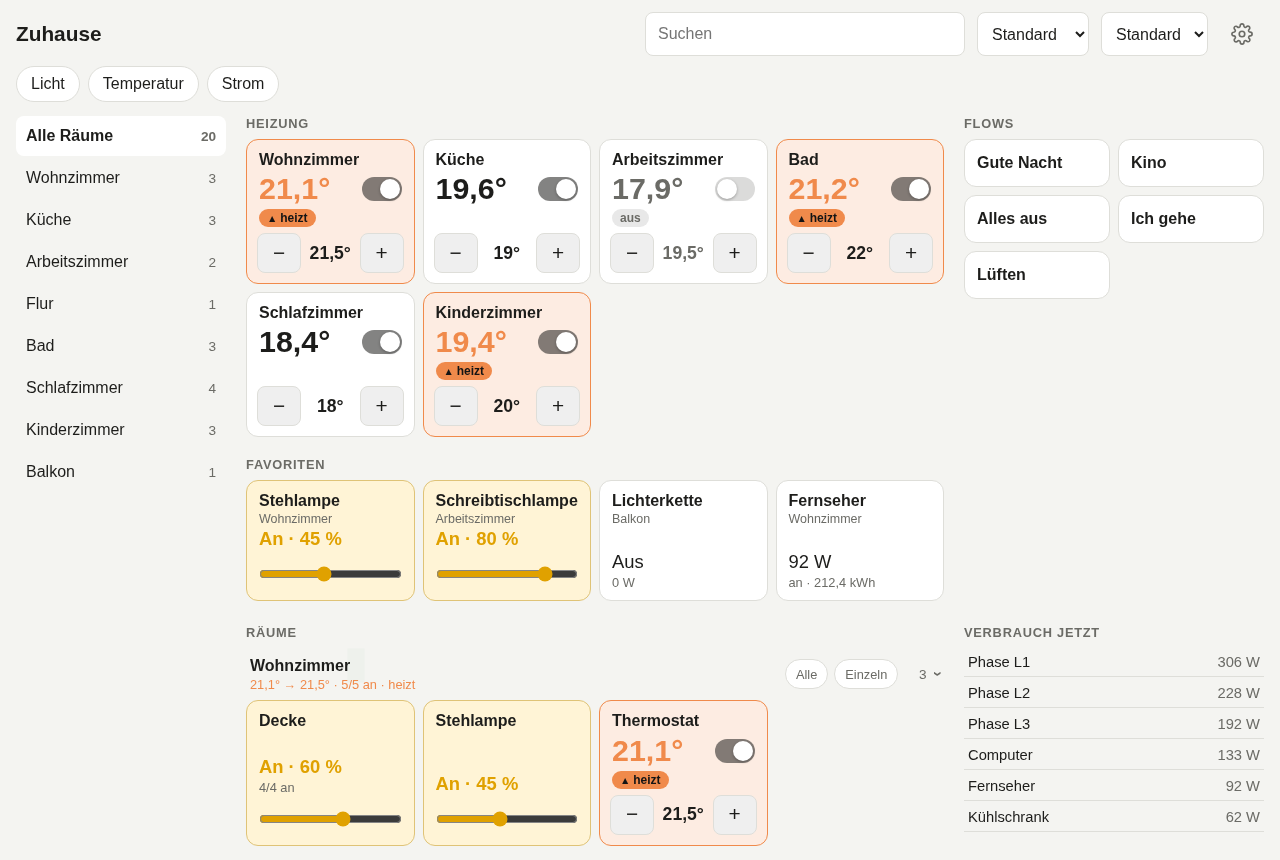 Zuhause
Suchen
Standard
Standard
Licht
Temperatur
Strom
Alle Räume 20
Wohnzimmer 3
Küche 3
Arbeitszimmer 2
Flur 1
Bad 3
Schlafzimmer 4
Kinderzimmer 3
Balkon 1
HEIZUNG
Wohnzimmer
21,1°
▲ heizt
− 21,5° +
Küche
19,6°
− 19° +
Arbeitszimmer
17,9°
aus
− 19,5° +
Bad
21,2°
▲ heizt
− 22° +
Schlafzimmer
18,4°
− 18° +
Kinderzimmer
19,4°
▲ heizt
− 20° +
FAVORITEN
Stehlampe
Wohnzimmer
An · 45 %
Schreibtischlampe
Arbeitszimmer
An · 80 %
Lichterkette
Balkon
Aus
0 W
Fernseher
Wohnzimmer
92 W
an · 212,4 kWh
RÄUME
Wohnzimmer
21,1° → 21,5° · 5/5 an · heizt
Alle
Einzeln
3
Decke
An · 60 %
4/4 an
Stehlampe
An · 45 %
Thermostat
21,1°
▲ heizt
− 21,5° +
FLOWS
Gute Nacht
Kino
Alles aus
Ich gehe
Lüften
VERBRAUCH JETZT
Phase L1 306 W
Phase L2 228 W
Phase L3 192 W
Computer 133 W
Fernseher 92 W
Kühlschrank 62 W